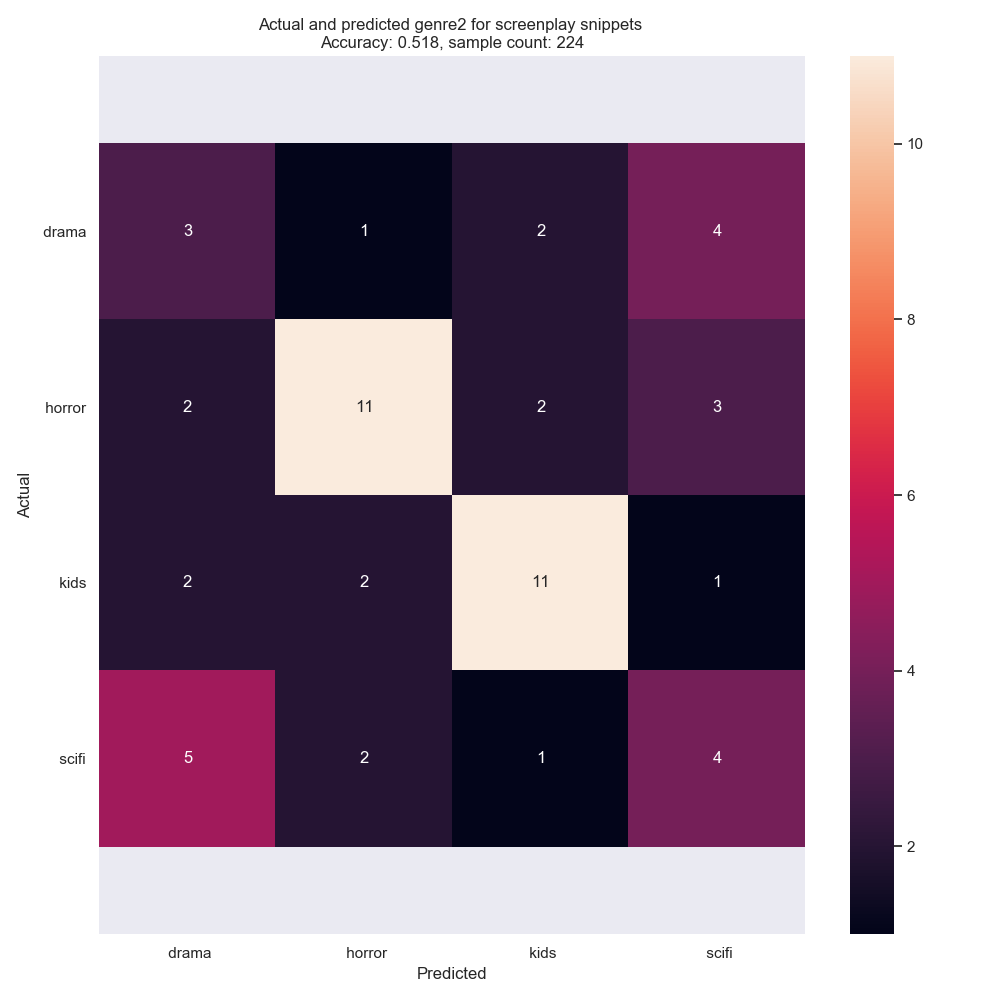 Actual and predicted genre2 for screenplay snippets
Accuracy: 0.518, sample count: 224
drama 3 1 2 4
horror 2 11 2 3
kids 2 2 11 1
scifi 5 2 1 4
Actual
drama horror kids scifi
Predicted
10
8
6
4
2